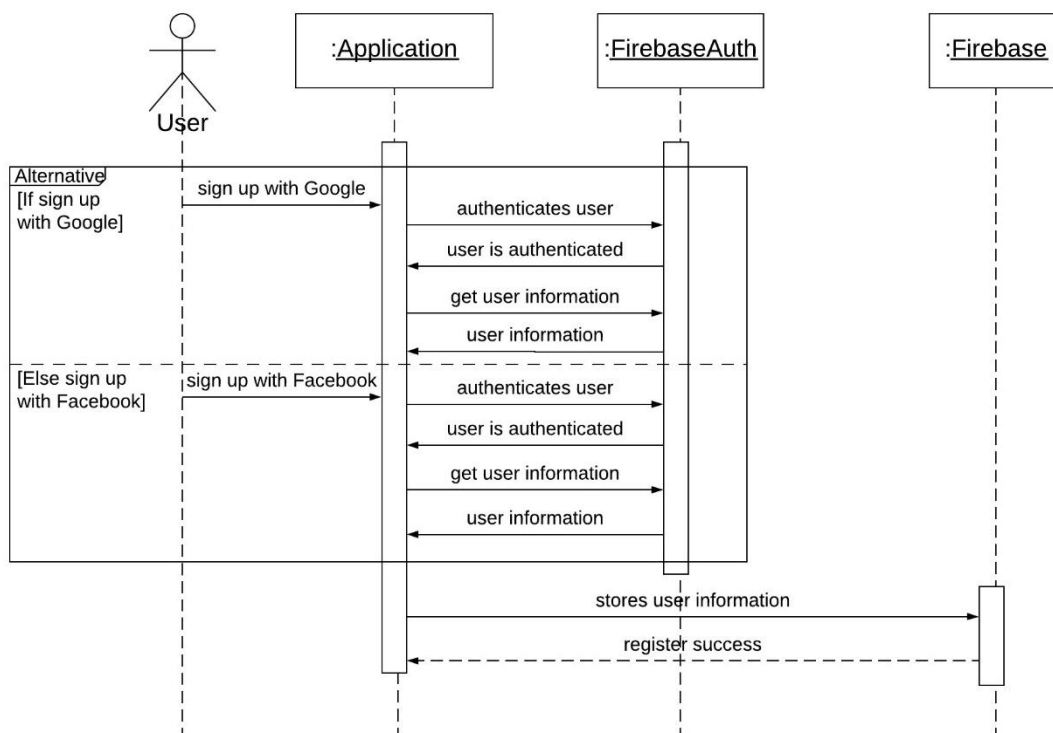 :Application
:FirebaseAuth
:Firebase
User
Alternative
[If sign up
with Google]
sign up with Google
authenticates user
user is authenticated
get user information
user information
[Else sign up
with Facebook]
sign up with Facebook
authenticates user
user is authenticated
get user information
user information
stores user information
register success